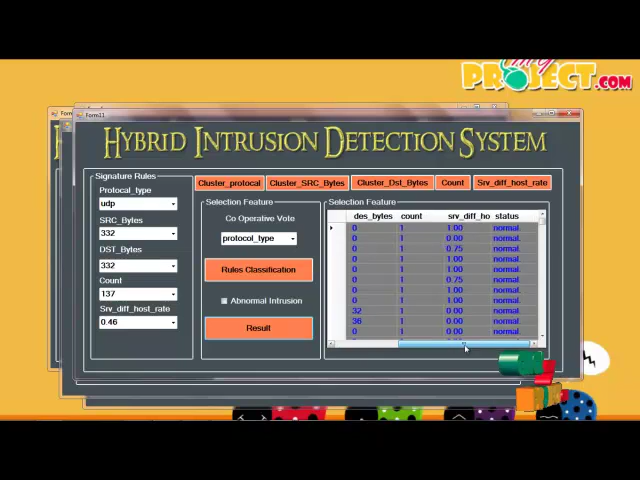 My
PROJECT.COM
Form11
HYBRID INTRUSION DETECTION SYSTEM
Signature Rules
Protocal_type
udp
SRC_Bytes
332
DST_Bytes
332
Count
137
Srv_diff_host_rate
0.46
Cluster_protocal Cluster_SRC_Bytes Cluster_Dst_Bytes Count Srv_diff_host_rate
Selection Feature
Co Operative Vote
protocol_type
Rules Classification
Abnormal Intrusion
Result
Selection Feature
des_bytes count srv_diff_ho status
0 1 1.00 normal.
0 1 0.00 normal.
0 1 0.75 normal.
0 1 1.00 normal.
0 1 1.00 normal.
0 1 0.75 normal.
0 1 1.00 normal.
0 1 1.00 normal.
32 1 0.00 normal.
36 1 0.00 normal.
0 1 0.00 normal.